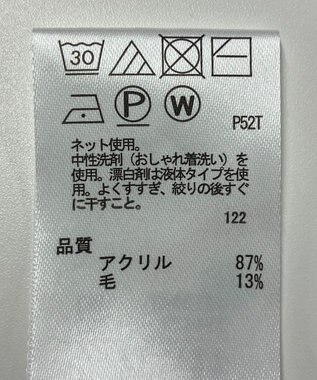 30
P W
P52T
ネット使用。
中性洗剤(おしゃれ着洗い)を
使用。漂白剤は液体タイプを使
用。よくすすぎ、絞りの後すぐ
に干すこと。
122
品質
アクリル 87%
毛 13%